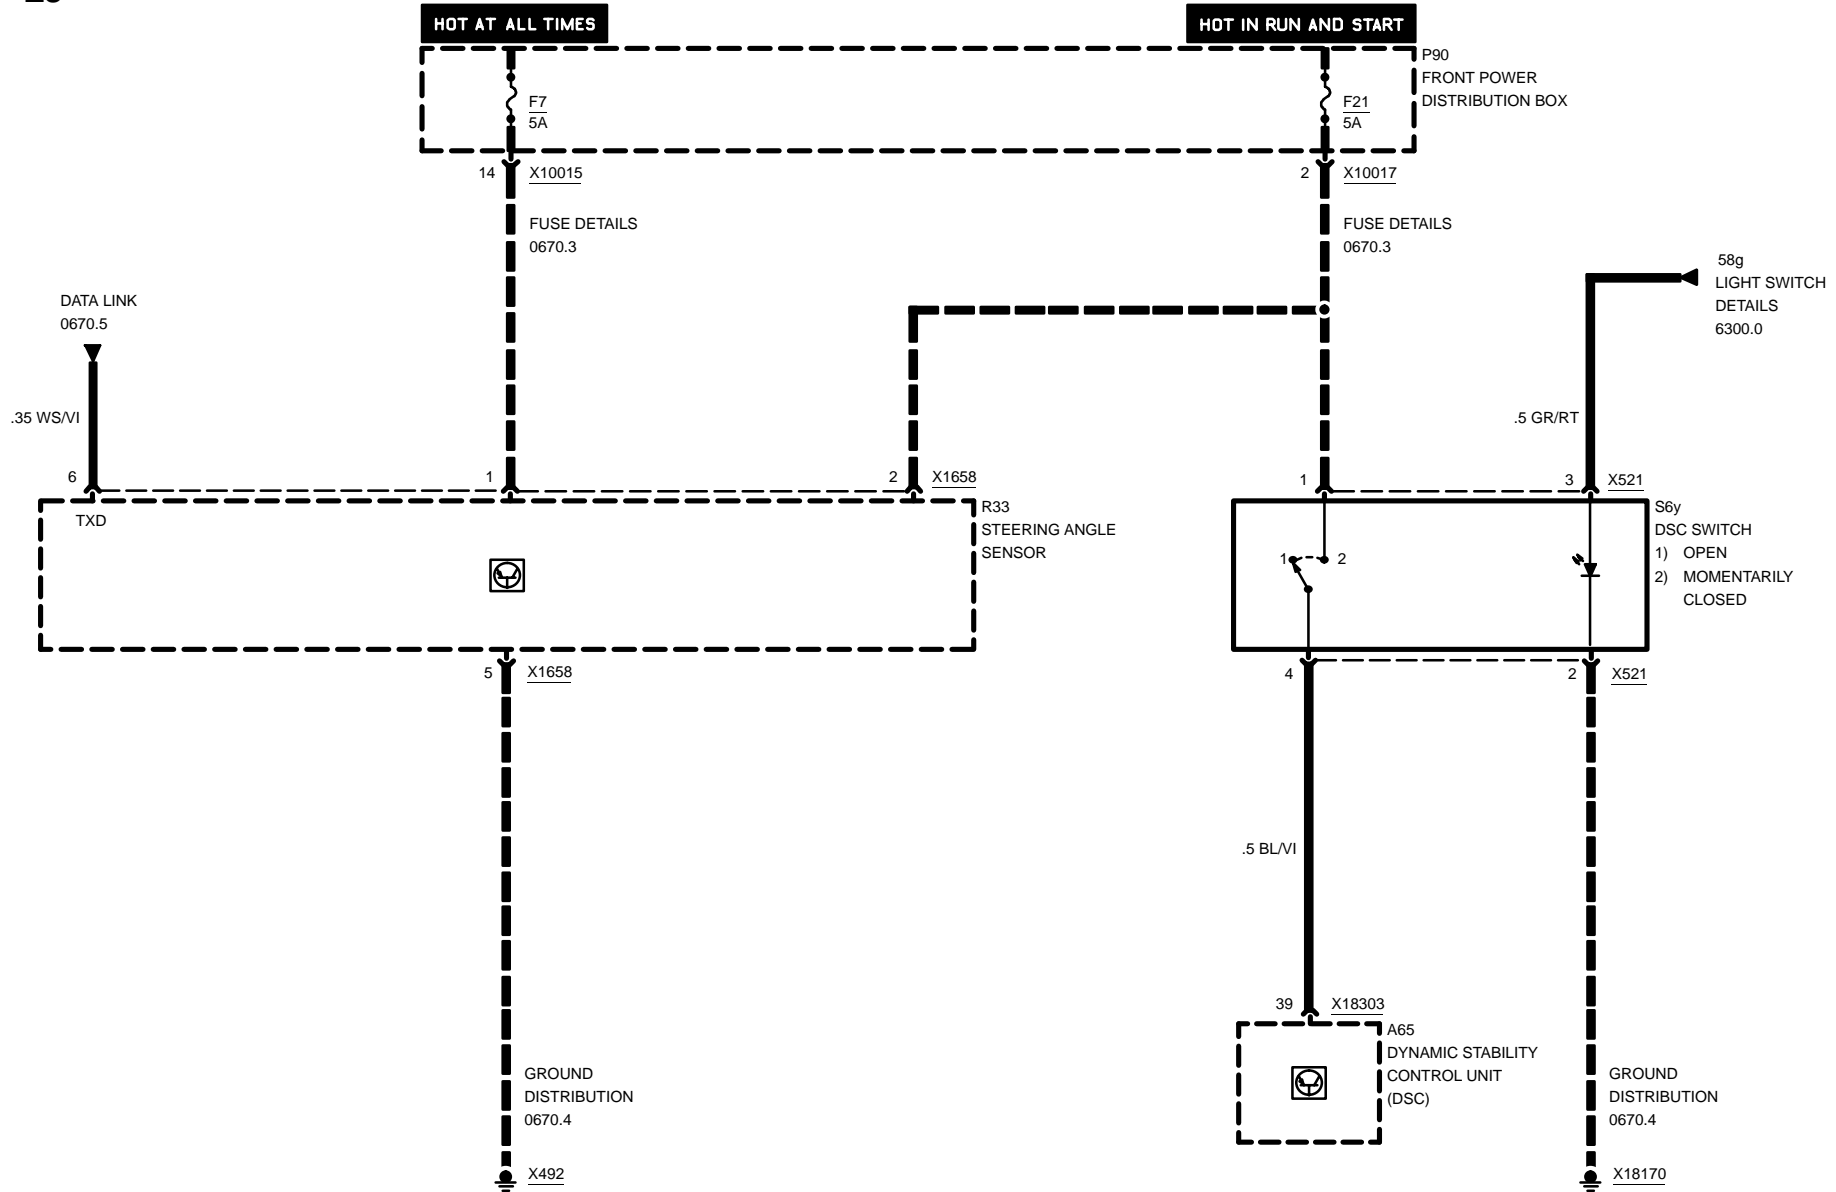 HOT AT ALL TIMES
HOT IN RUN AND START
P90
FRONT POWER
DISTRIBUTION BOX
F7
5A
F21
5A
14 X10015
2 X10017
FUSE DETAILS
0670.3
FUSE DETAILS
0670.3
58g
LIGHT SWITCH
DETAILS
6300.0
DATA LINK
0670.5
.35 WS/VI
.5 GR/RT
6
1
2 X1658
1
3 X521
TXD
R33
STEERING ANGLE
SENSOR
S6y
DSC SWITCH
1) OPEN
2) MOMENTARILY
CLOSED
1 2
5 X1658
4
2 X521
.5 BL/VI
39 X18303
A65
DYNAMIC STABILITY
CONTROL UNIT
(DSC)
GROUND
DISTRIBUTION
0670.4
GROUND
DISTRIBUTION
0670.4
X492
X18170